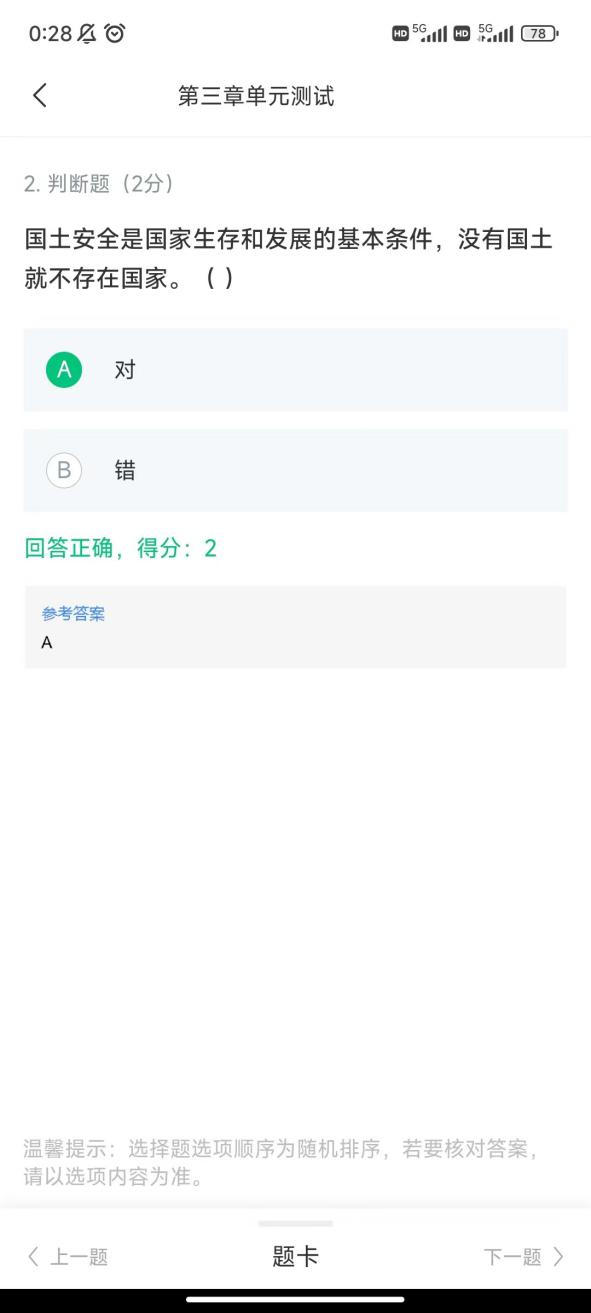 0:28 HD 5G HD 5G 78
第三章单元测试
2. 判断题（2分）
国土安全是国家生存和发展的基本条件，没有国土
就不存在国家。（ ）
A 对
B 错
回答正确，得分：2
参考答案
A
温馨提示：选择题选项顺序为随机排序，若要核对答案，
请以选项内容为准。
上一题 题卡 下一题